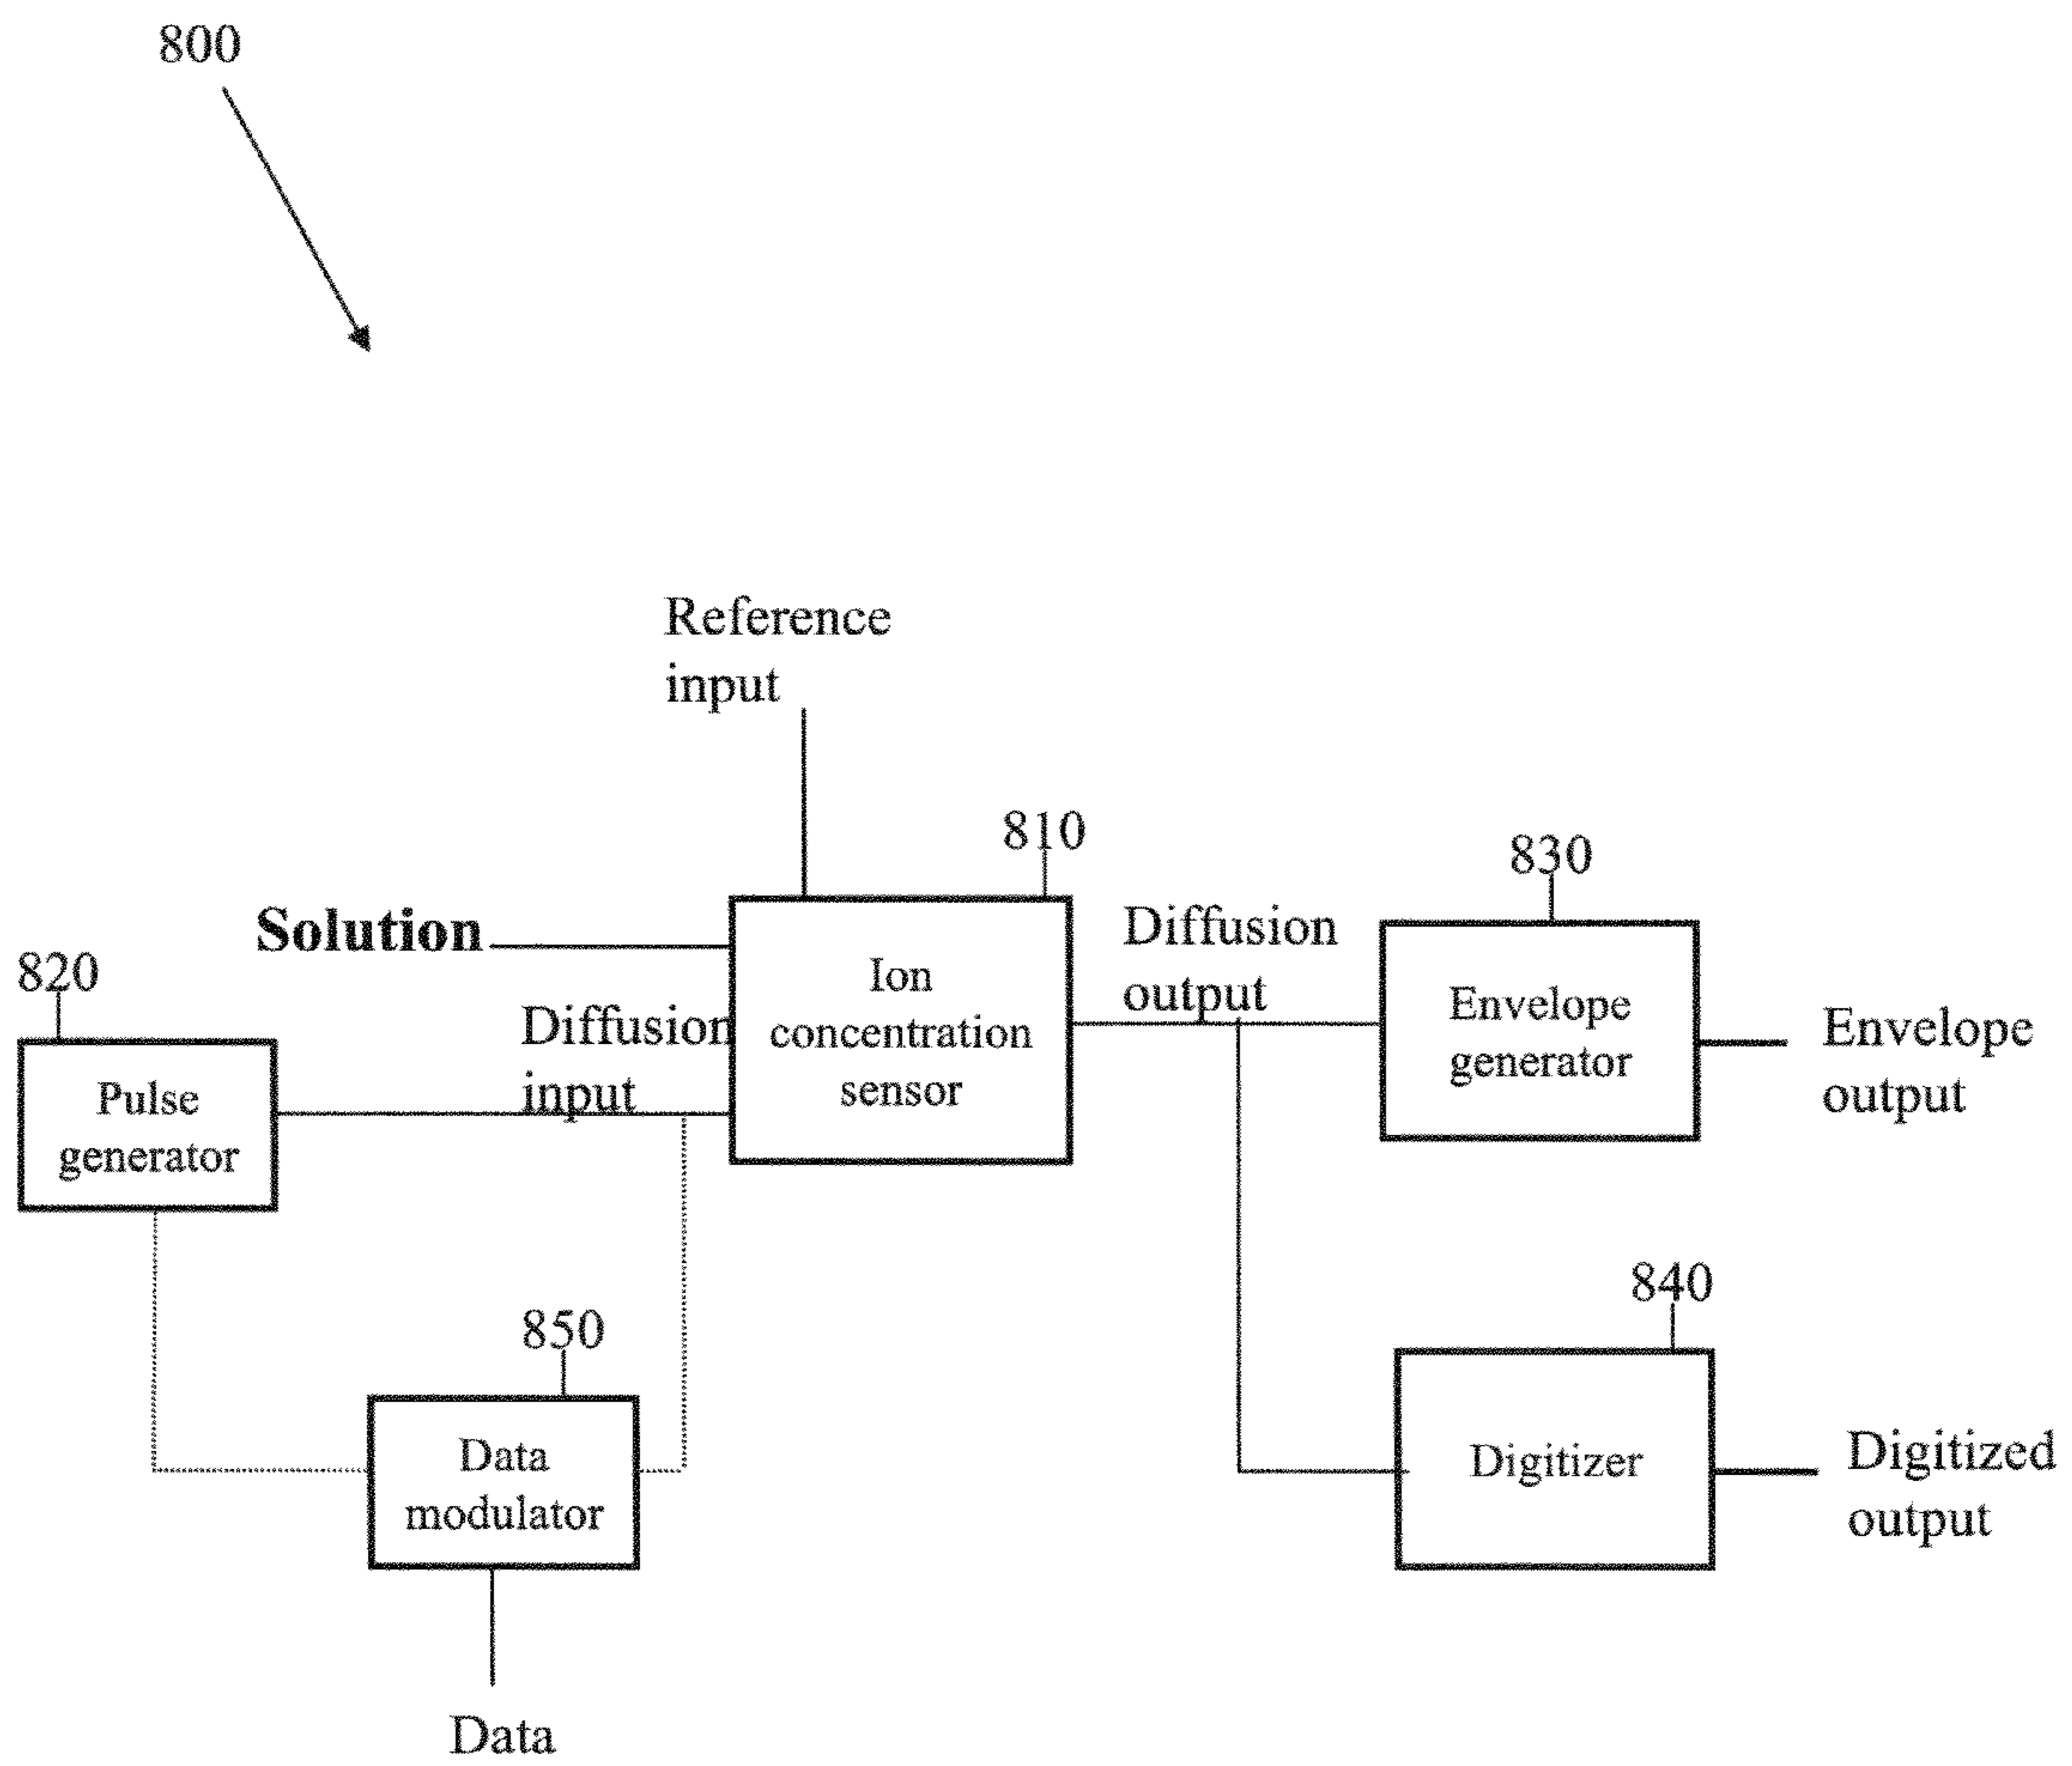 800
Reference
input
810
830
Solution
Diffusion
output
820
Ion
concentration
sensor
Envelope
generator
Envelope
output
Diffusion
input
Pulse
generator
840
850
Data
modulator
Digitizer
Digitized
output
Data